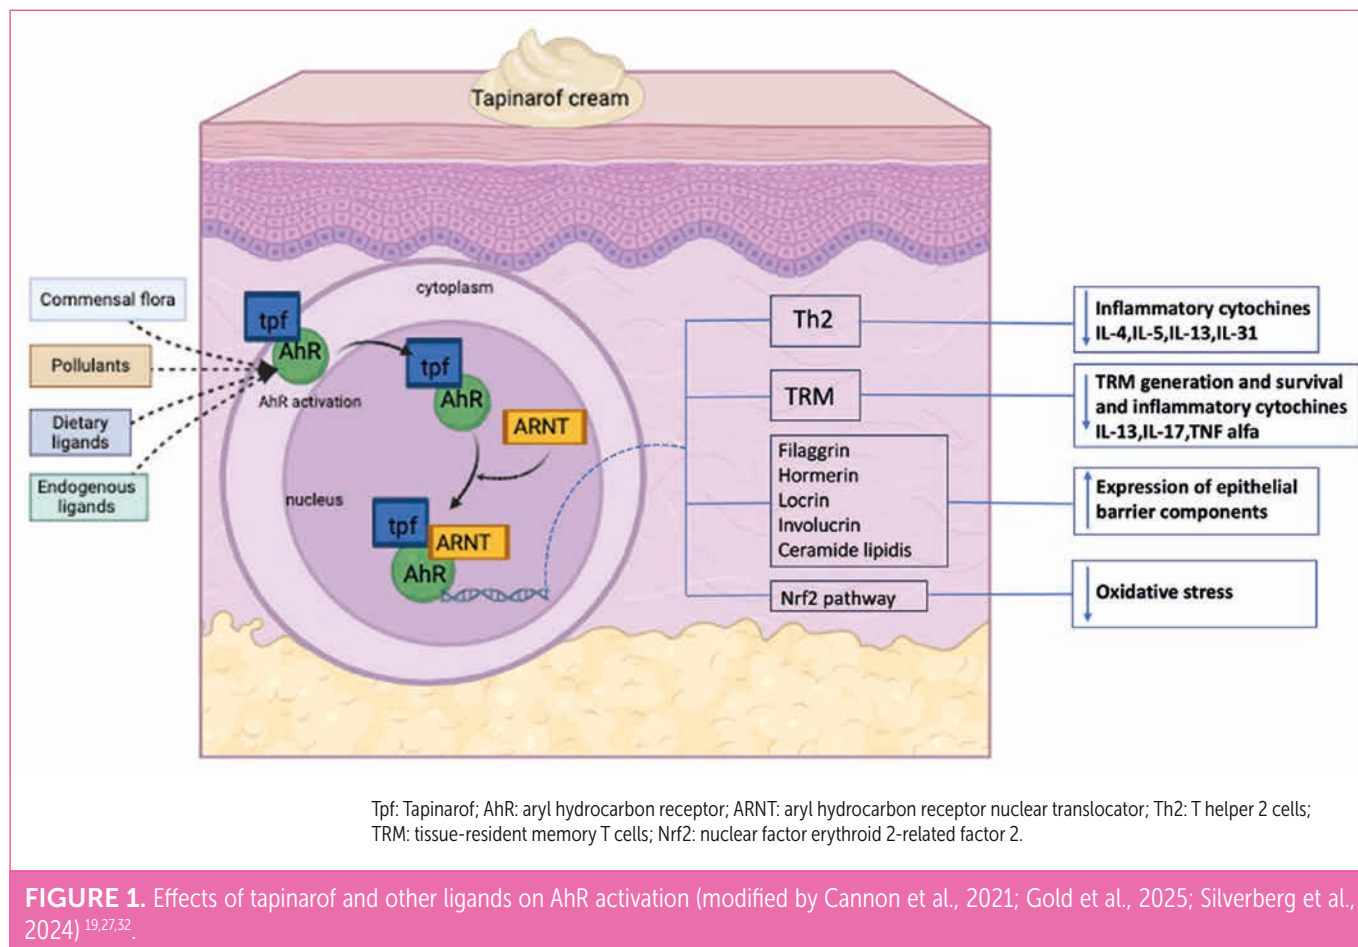 Tapinarof cream
Commensal flora
Pollutants
Dietary
ligands
Endogenous
ligands
cytoplasm
tpf
AhR
AhR activation
tpf
AhR
ARNT
nucleus
tpf
ARNT
AhR
Th2
TRM
Filaggrin
Hormerin
Locrin
Involucrin
Ceramide lipidis
Nrf2 pathway
Inflammatory cytochines
IL-4,IL-5,IL-13,IL-31
TRM generation and survival
and inflammatory cytochines
IL-13,IL-17,TNF alfa
Expression of epithelial
barrier components
Oxidative stress
Tpf: Tapinarof; AhR: aryl hydrocarbon receptor; ARNT: aryl hydrocarbon receptor nuclear translocator; Th2: T helper 2 cells;
TRM: tissue-resident memory T cells; Nrf2: nuclear factor erythroid 2-related factor 2.
FIGURE 1. Effects of tapinarof and other ligands on AhR activation (modified by Cannon et al., 2021; Gold et al., 2025; Silverberg et al.,
2024) 19,27,32.